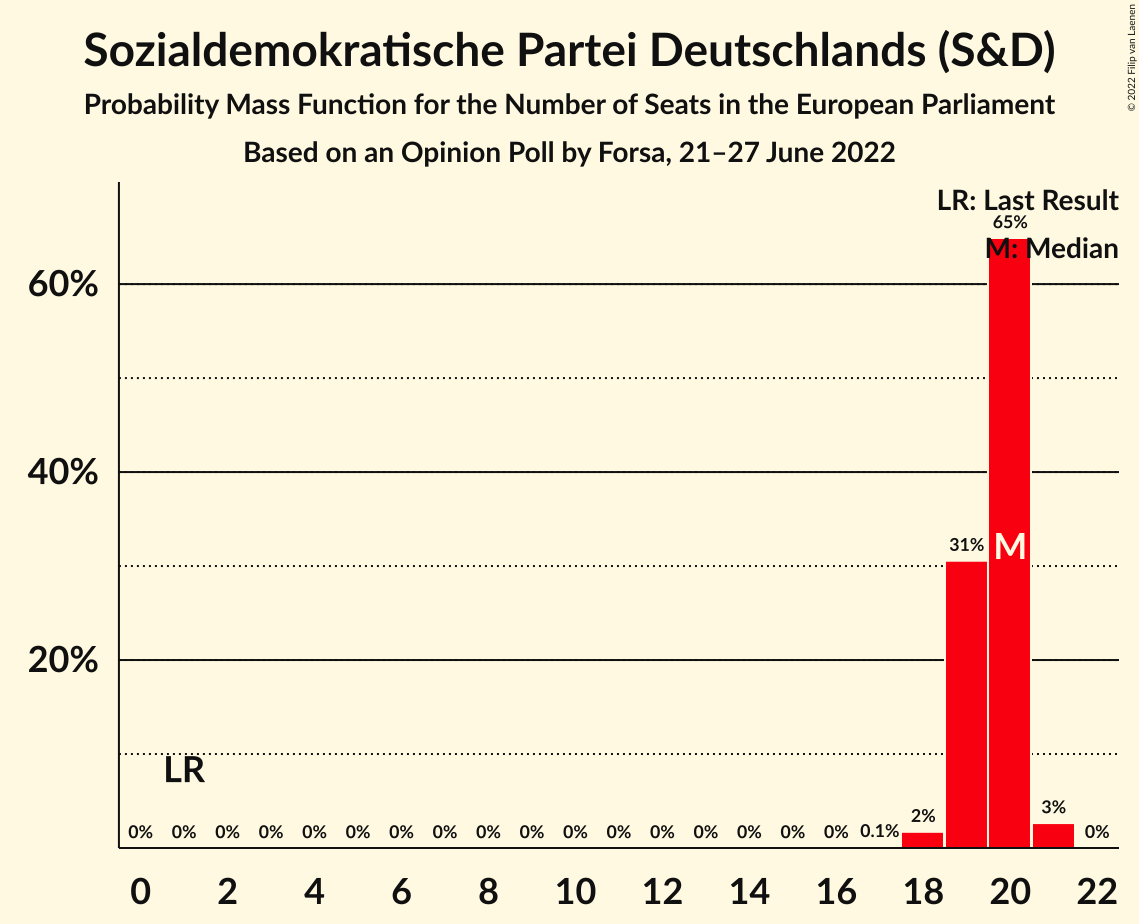 Sozialdemokratische Partei Deutschlands (S&D)
Probability Mass Function for the Number of Seats in the European Parliament
Based on an Opinion Poll by Forsa, 21–27 June 2022
© 2022 Filip van Laenen
LR: Last Result
65%
M: Median
60%
40%
31%
M
20%
LR
0% 0% 0% 0% 0% 0% 0% 0% 0% 0% 0% 0% 0% 0% 0% 0% 0% 0.1% 2% 3% 0%
0 2 4 6 8 10 12 14 16 18 20 22